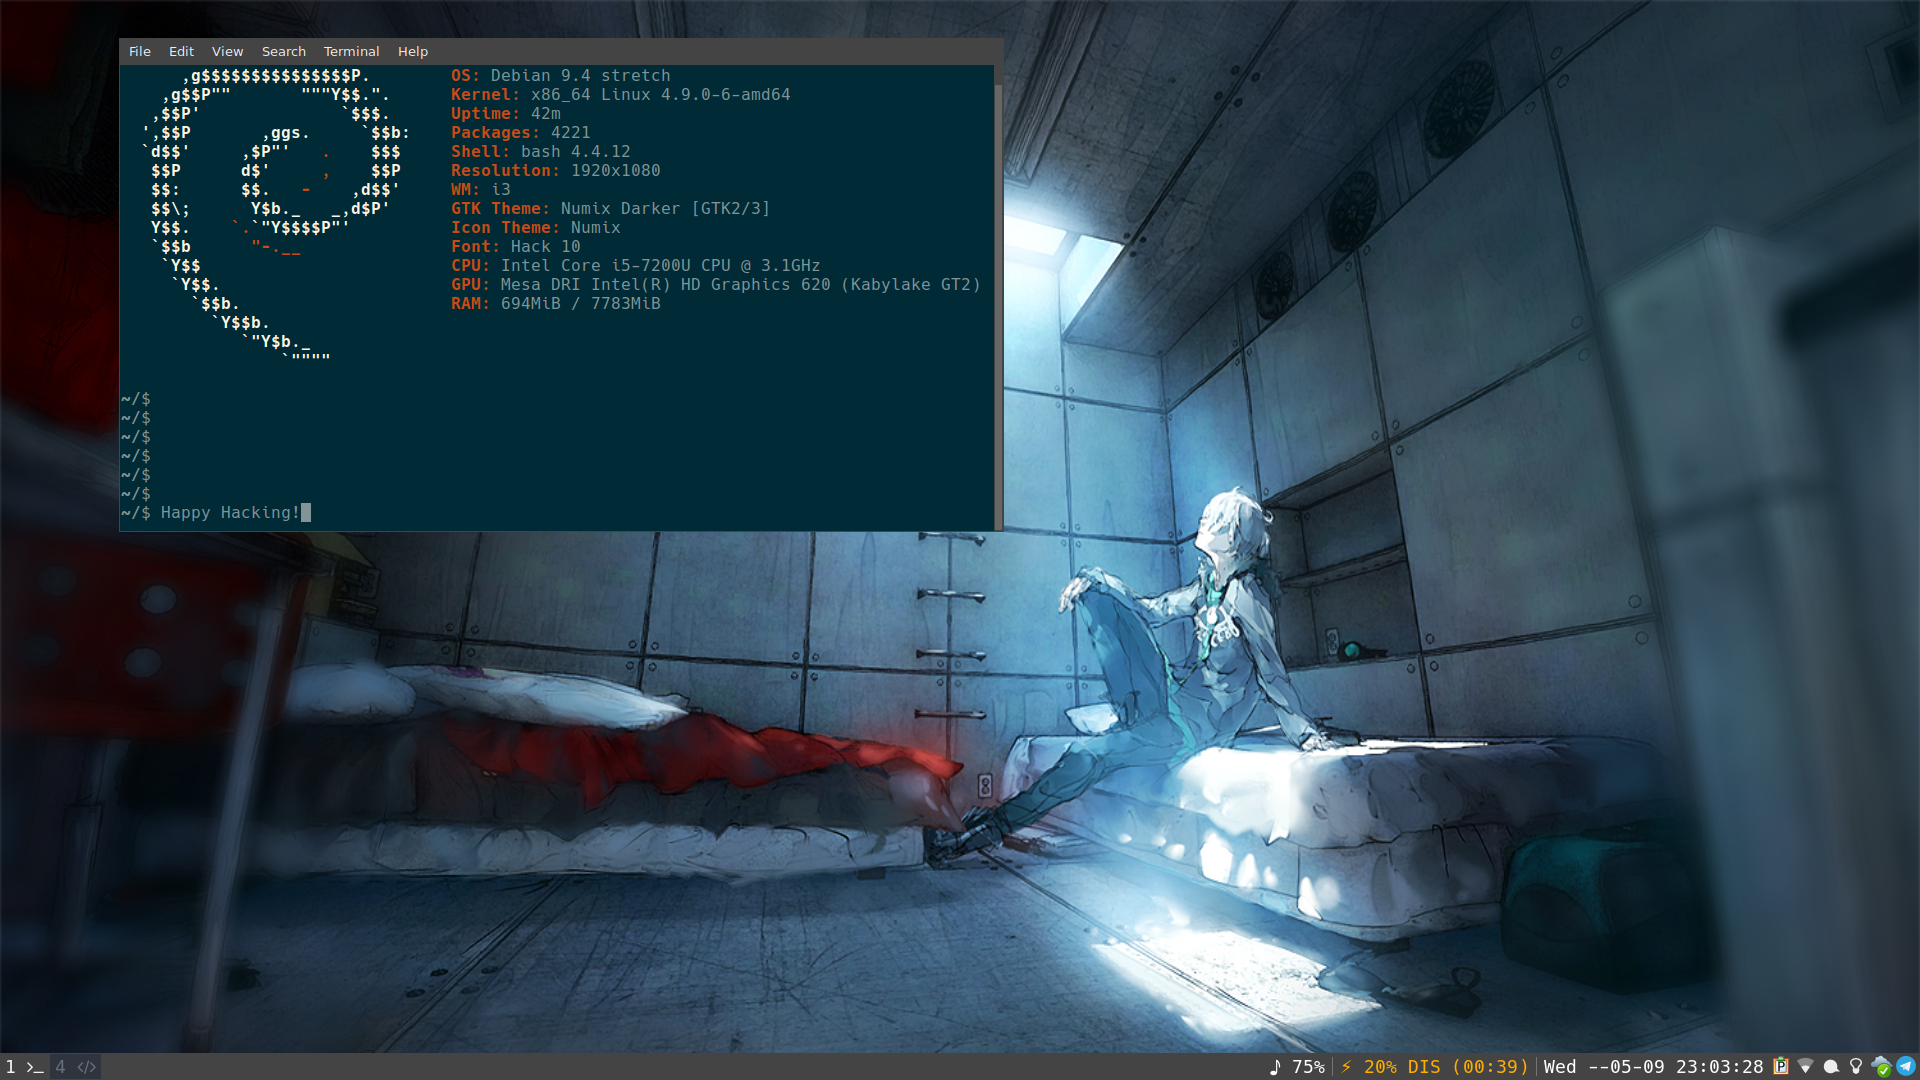 File Edit View Search Terminal Help
,g$$$$$$$$$$$$$$$P. OS: Debian 9.4 stretch
,g$$P"" """Y$$.". Kernel: x86_64 Linux 4.9.0-6-amd64
,$$P' `$$$. Uptime: 42m
',$$P ,ggs. `$$b: Packages: 4221
`d$$' ,$P"' . $$$ Shell: bash 4.4.12
$$P d$' , $$P Resolution: 1920x1080
$$: $$. - ,d$$' WM: i3
$$\; Y$b._ _,d$P' GTK Theme: Numix Darker [GTK2/3]
Y$$. `.`"Y$$$$P"' Icon Theme: Numix
`$$b "-.__ Font: Hack 10
`Y$$ CPU: Intel Core i5-7200U CPU @ 3.1GHz
`Y$$. GPU: Mesa DRI Intel(R) HD Graphics 620 (Kabylake GT2)
`$$b. RAM: 694MiB / 7783MiB
`Y$$b.
`"Y$b._
`""""
~/$
~/$
~/$
~/$
~/$
~/$
~/$ Happy Hacking!
1 >_ 4 </> ♪ 75% ⚡ 20% DIS (00:39) Wed --05-09 23:03:28 P